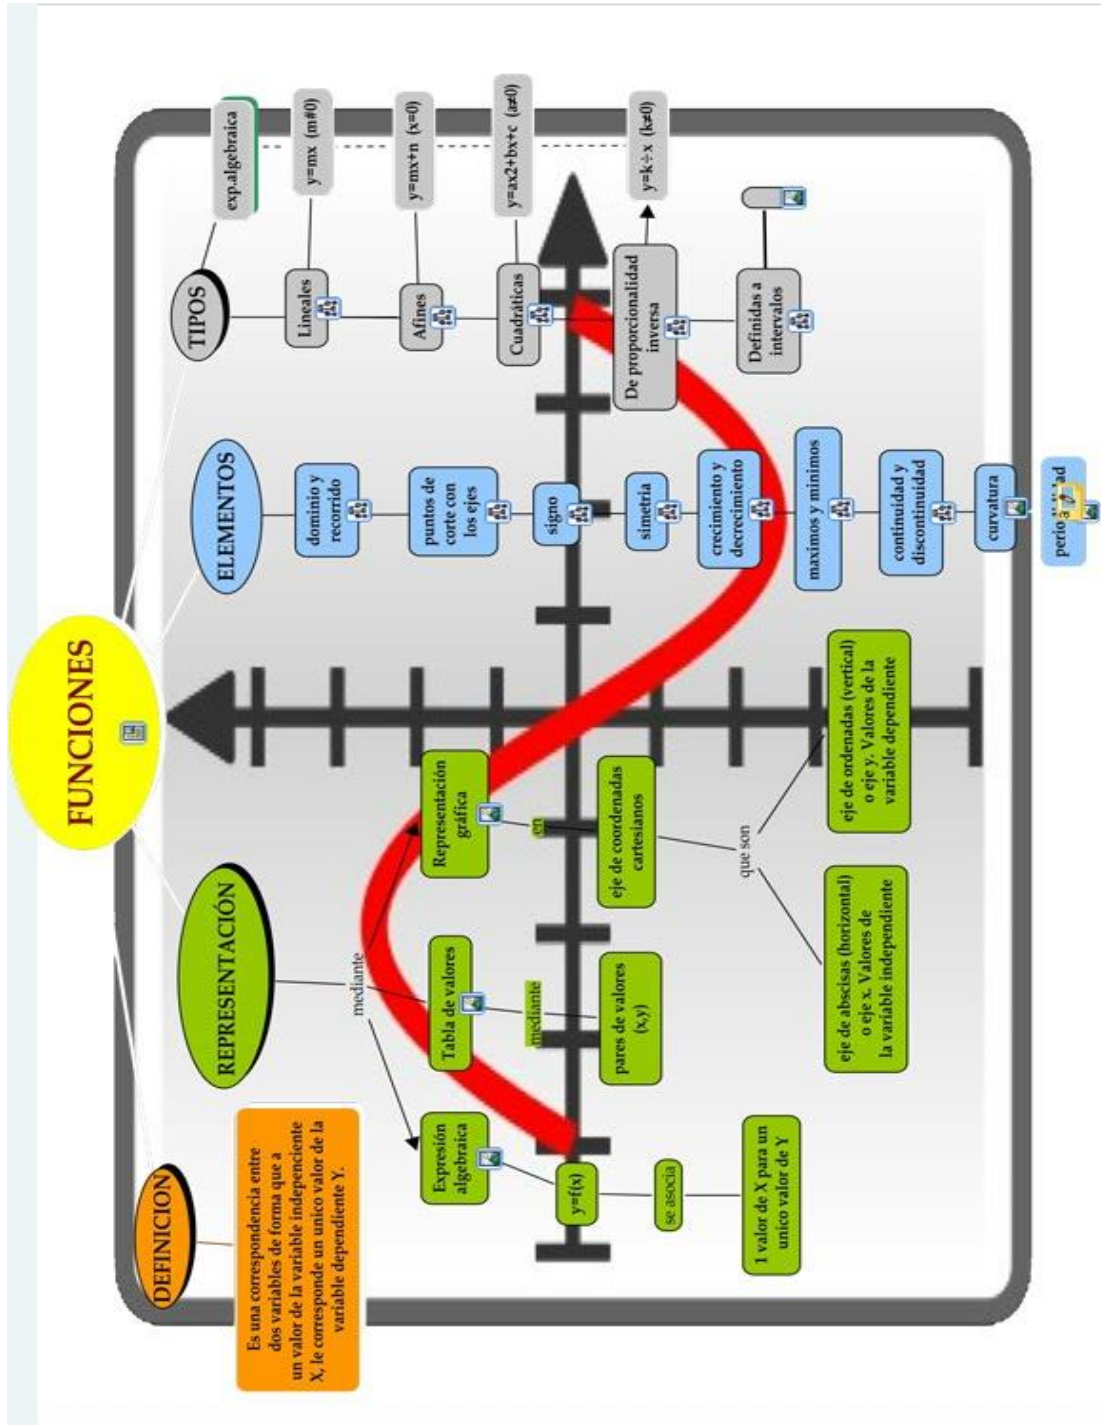 FUNCIONES
DEFINICION
Es una correspondencia entre
dos variables de forma que a
un valor de la variable indepenciente
X, le corresponde un unico valor de la
variable dependiente Y.
REPRESENTACIÓN
mediante
Expresión
algebraica
y=f(x)
se asocia
1 valor de X para un
unico valor de Y
Tabla de valores
mediante
pares de valores
(x,y)
Representación
gráfica
en
eje de coordenadas
cartesianos
que son
eje de abscisas (horizontal)
o eje x. Valores de
la variable independiente
eje de ordenadas (vertical)
o eje y. Valores de la
variable dependiente
ELEMENTOS
dominio y
recorrido
puntos de
corte con
los ejes
signo
simetria
crecimiento y
decrecimiento
maximos y minimos
continuidad y
discontinuidad
curvatura
TIPOS
exp.algebraica
Lineales
y=mx (m#0)
Afines
y=mx+n (x=0)
Cuadráticas
y=ax2+bx+c (a≠0)
De proporcionalidad
inversa
y=k÷x (k≠0)
Definidas a
intervalos